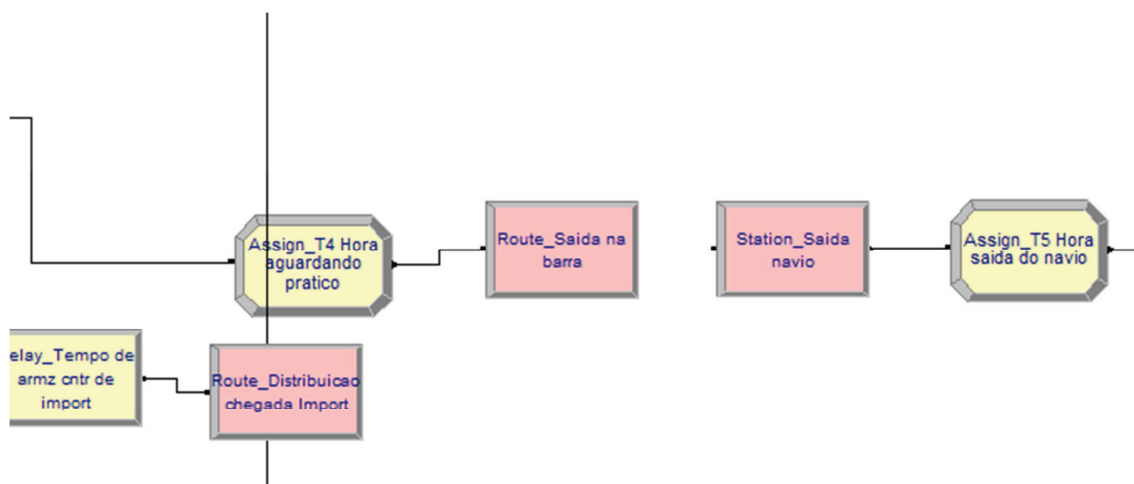 Assign_T4 Hora
aguardando
pratico
Route_Saida na
barra
Station_Saida
navio
Assign_T5 Hora
saida do navio
elay_Tempo de
armz cntr de
import
Route_Distribuicao
chegada Import